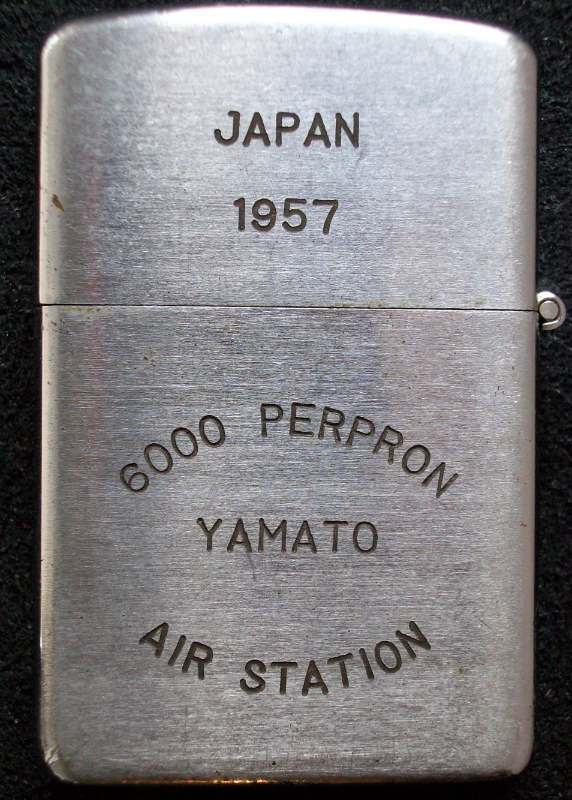 JAPAN
1957
6000 PERPRON
YAMATO
AIR STATION